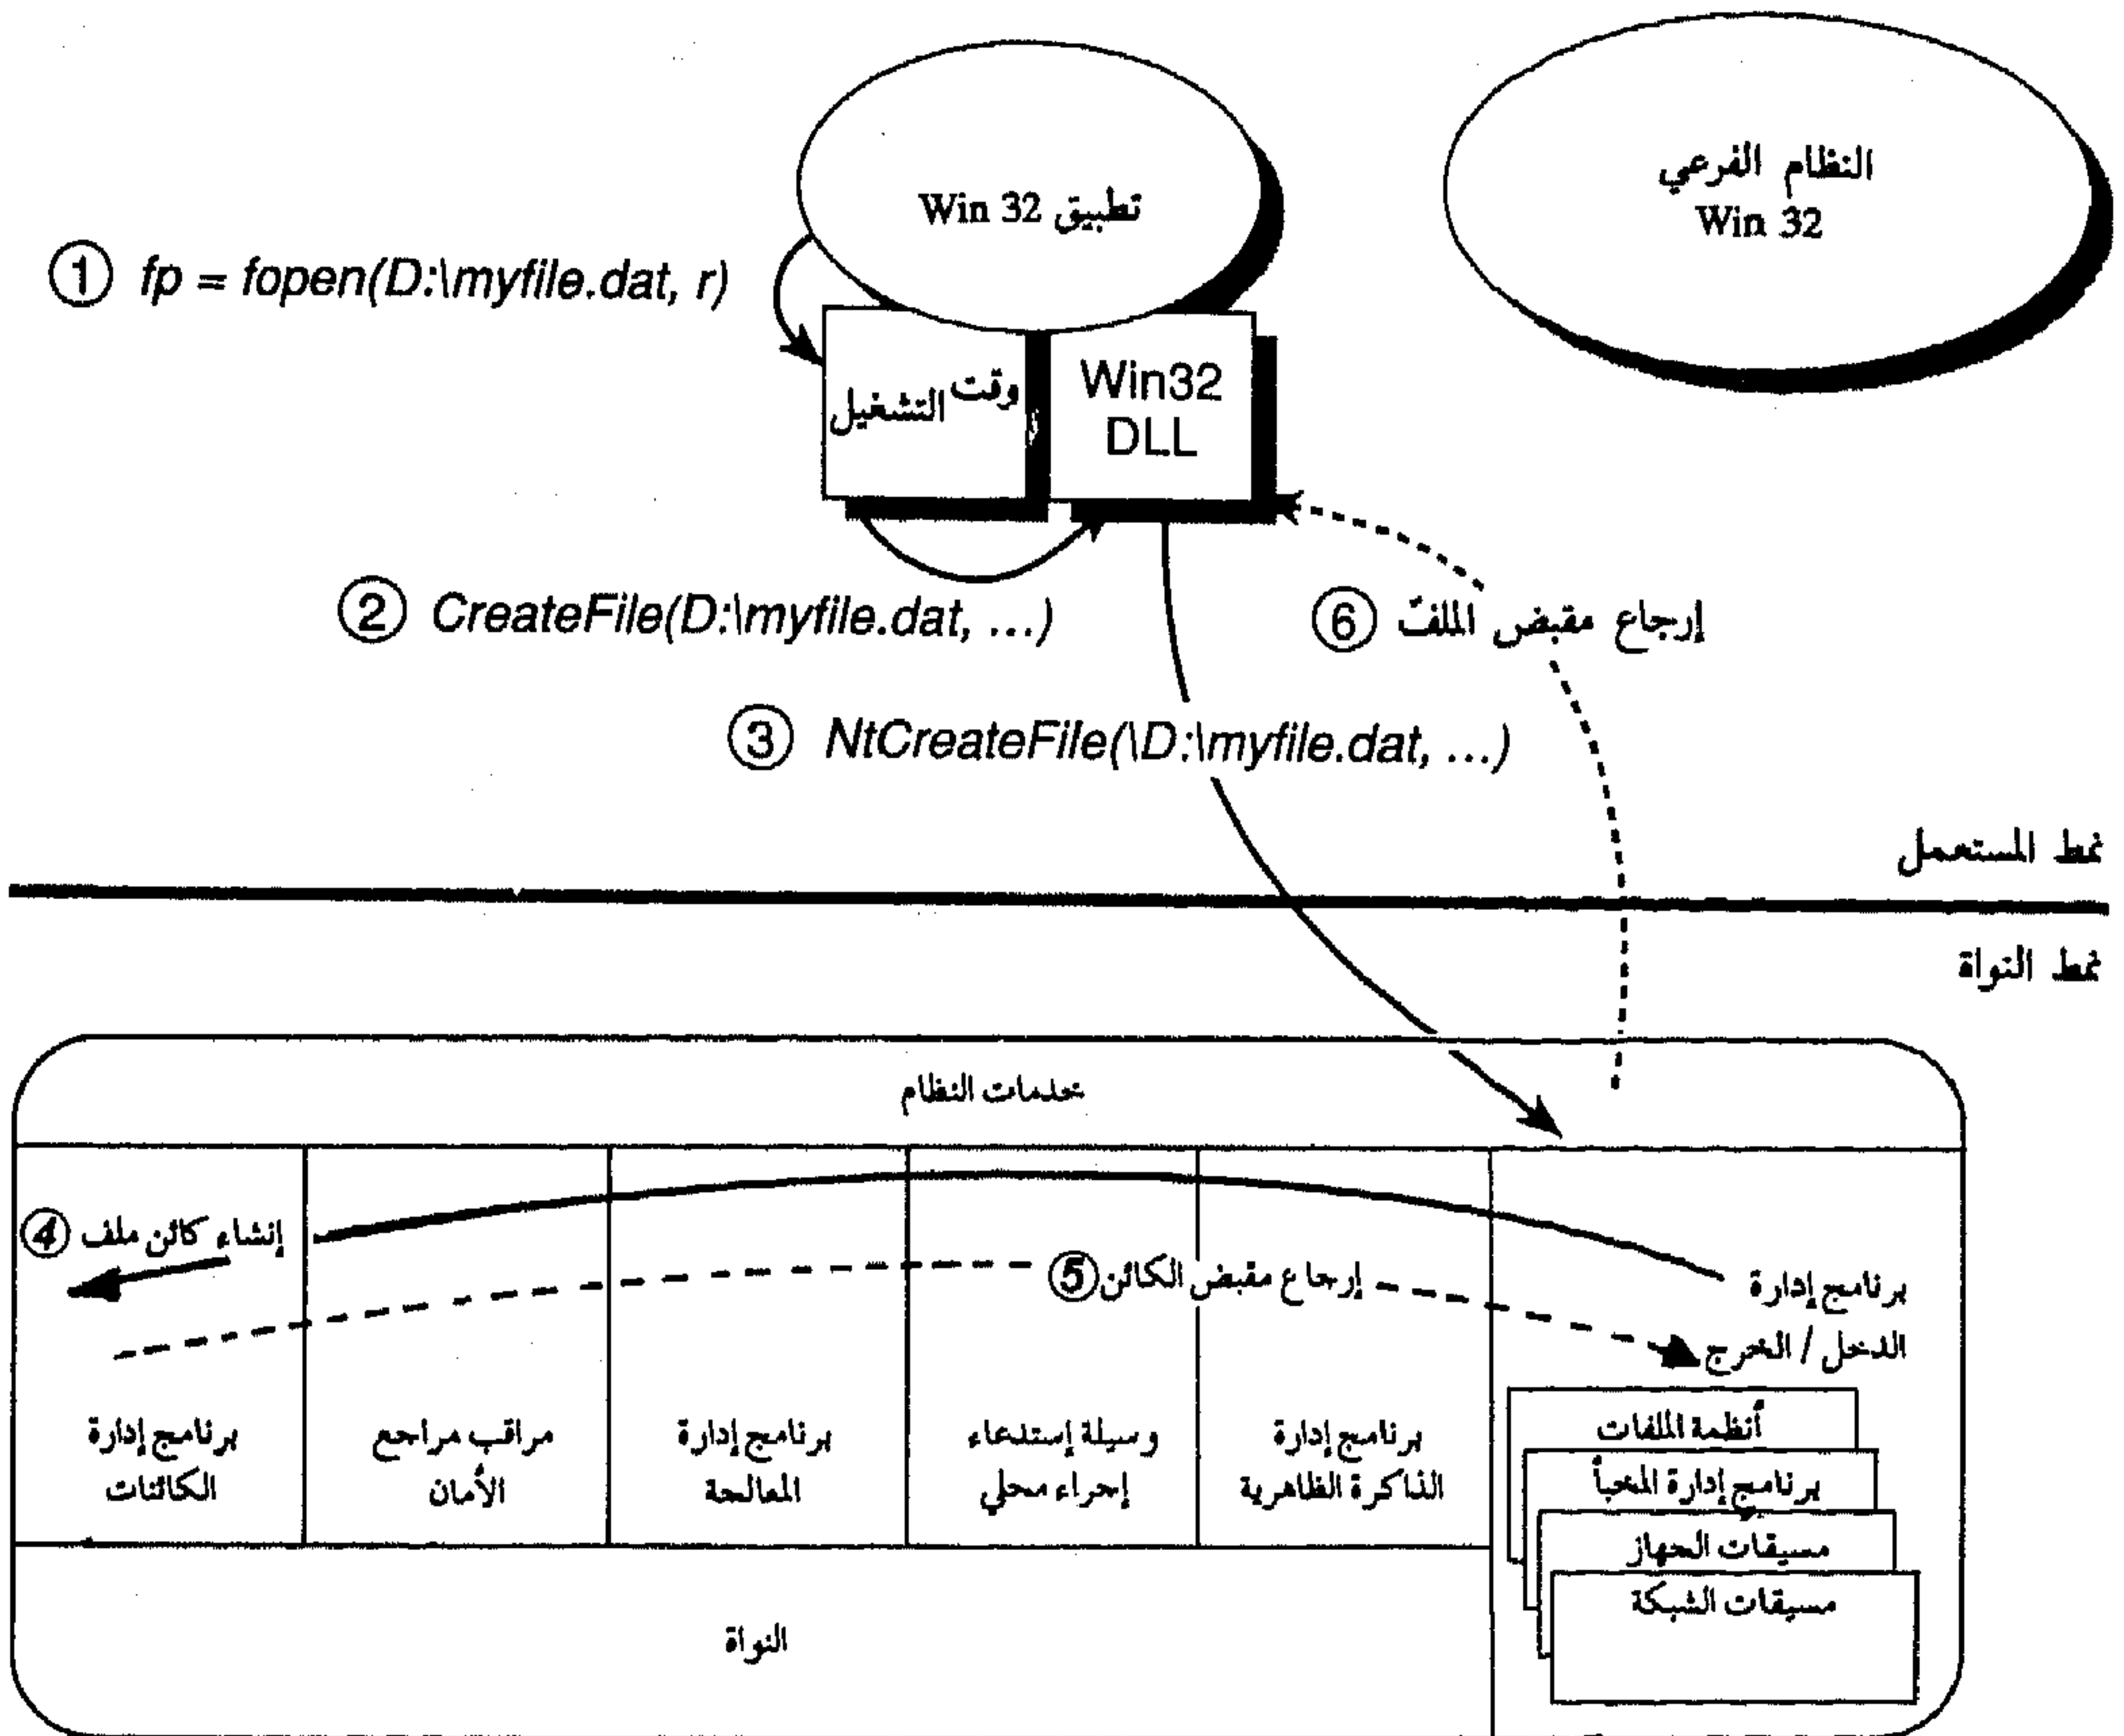 تطبيق Win 32
النظام الفرعي
Win 32
① fp = fopen(D:\myfile.dat, r)
وقت التشغيل
Win32
DLL
② CreateFile(D:\myfile.dat, ...)
⑥ إرجاع مقبض الملف
③ NtCreateFile(\D:\myfile.dat, ...)
نمط المستعمل
نمط النواة
خدمات النظام
④ إنشاء كائن ملف
⑤ إرجاع مقبض الكائن
برنامج إدارة
الدخل / الخرج
برنامج إدارة
الكائنات
مراقب مراجع
الأمان
برنامج إدارة
المعالجة
وسيلة إستدعاء
إجراء محلي
برنامج إدارة
الذاكرة الظاهرية
أنظمة الملفات
برنامج إدارة المخبأ
مسيقات الجهاز
مسيقات الشبكة
النواة